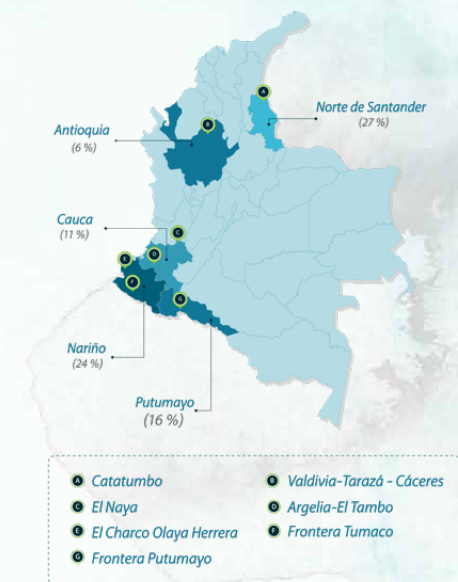 A
Norte de Santander
(27 %)
B
Antioquia
(6 %)
Cauca
(11 %)
C
D
E
F
G
Nariño
(24 %)
Putumayo
(16 %)
A Catatumbo
B Valdivia-Tarazá - Cáceres
C El Naya
D Argelia-El Tambo
E El Charco Olaya Herrera
F Frontera Tumaco
G Frontera Putumayo